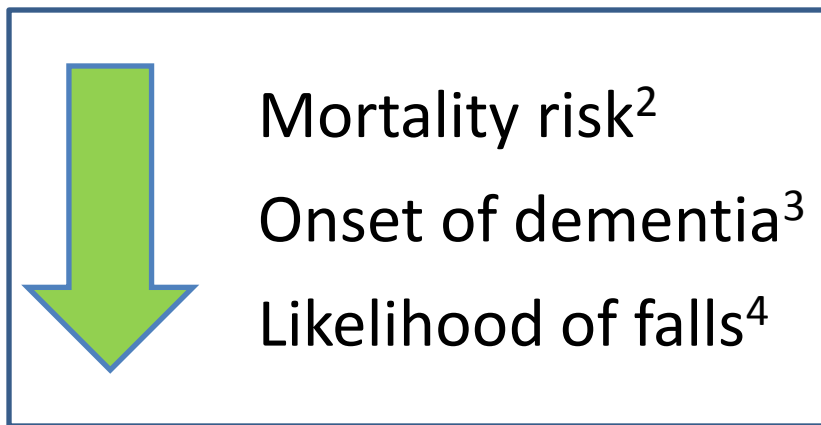 Mortality risk²
Onset of dementia³
Likelihood of falls⁴